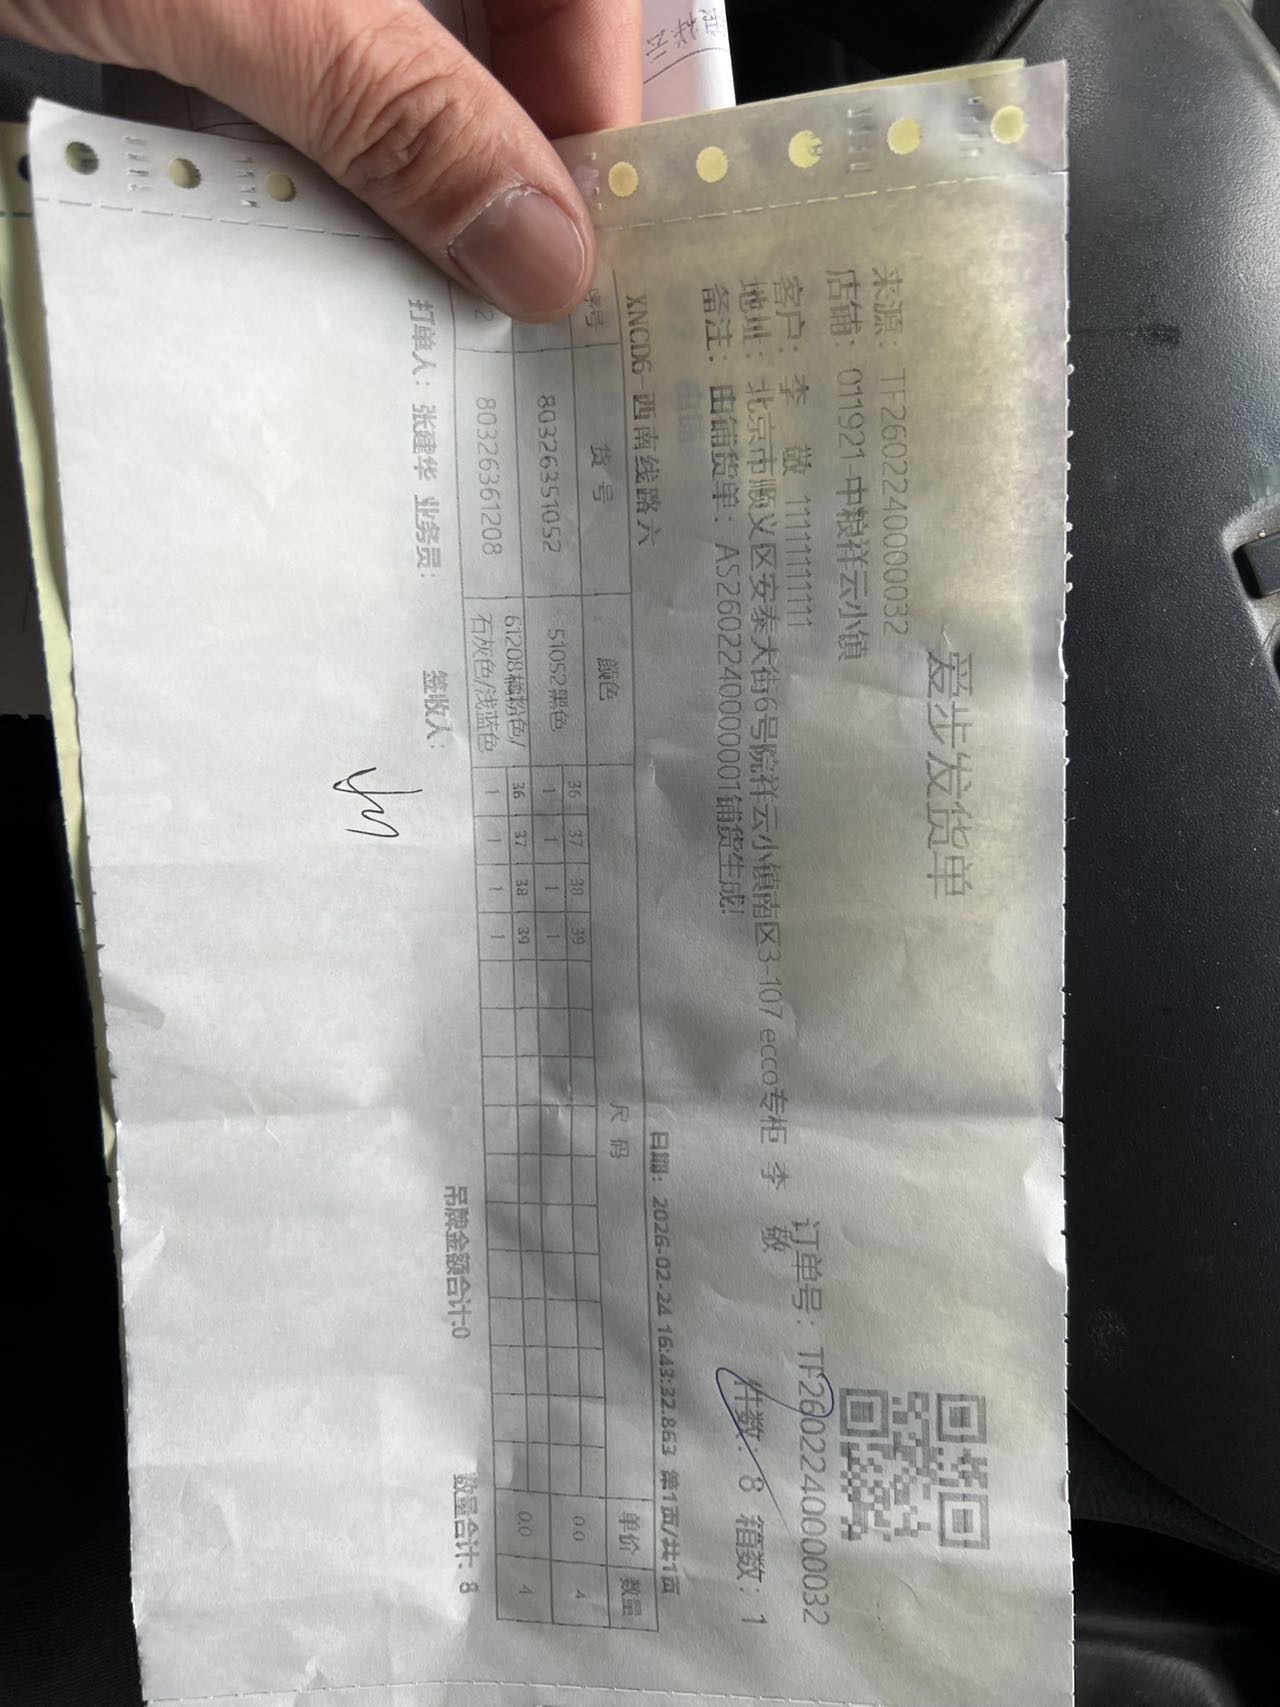 爱步发货单
来源：TF260224000032
店铺：011921-中粮祥云小镇
订单号：TF260224000032
客户：李 敬 11111111111
件数：8 箱数：1
地址：北京市顺义区安泰大街6号院祥云小镇南区3-107 ecco专柜 李 敬
备注：由铺货单：AS260224000001铺货生成!
XNCD6-西南线路六
日期：2026-02-24 16:43:32.863 第1页/共1页
序号 货 号 颜色 尺 码 单价 数量
80326351052 51052黑色 36 37 38 39 0.0 4
1 1 1 1
2 80326361208 61208橘粉色/石灰色/浅蓝色 36 37 38 39 0.0 4
1 1 1 1
打单人：张建华 业务员： 签收人： 吊牌金额合计:0 数量合计：8